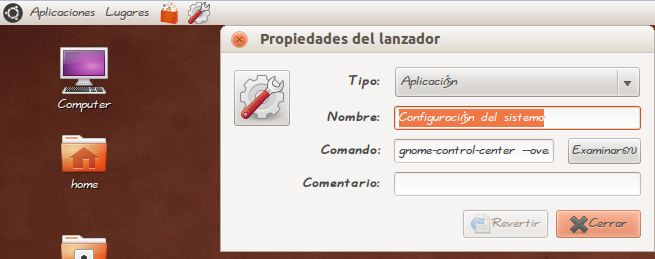 Aplicaciones Lugares
Propiedades del lanzador
Tipo: Aplicación
Nombre: Configuración del sistema
Comando: gnome-control-center --ove Examinar…
Comentario:
Revertir Cerrar
Computer
home